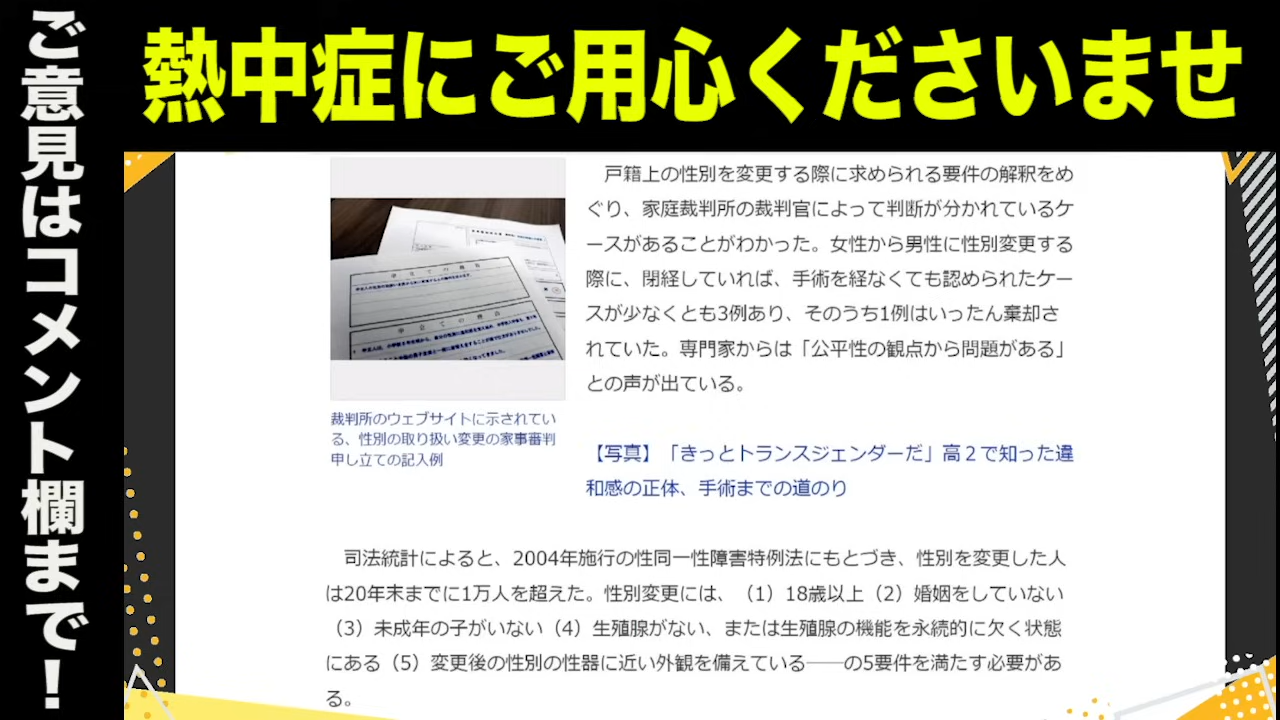 熱中症にご用心くださいませ
ご意見はコメント欄まで!
戸籍上の性別を変更する際に求められる要件の解釈をめ
ぐり、家庭裁判所の裁判官によって判断が分かれているケ
ースがあることがわかった。女性から男性に性別変更する
際に、閉経していれば、手術を経なくても認められたケー
スが少なくとも3例あり、そのうち1例はいったん棄却さ
れていた。専門家からは「公平性の観点から問題がある」
との声が出ている。
裁判所のウェブサイトに示されてい
る、性別の取り扱い変更の家事審判
申し立ての記入例
【写真】「きっとトランスジェンダーだ」高2で知った違
和感の正体、手術までの道のり
司法統計によると、2004年施行の性同一性障害特例法にもとづき、性別を変更した人
は20年末までに1万人を超えた。性別変更には、（1）18歳以上（2）婚姻をしていない
（3）未成年の子がいない（4）生殖腺がない、または生殖腺の機能を永続的に欠く状態
にある（5）変更後の性別の性器に近い外観を備えている──の5要件を満たす必要があ
る。